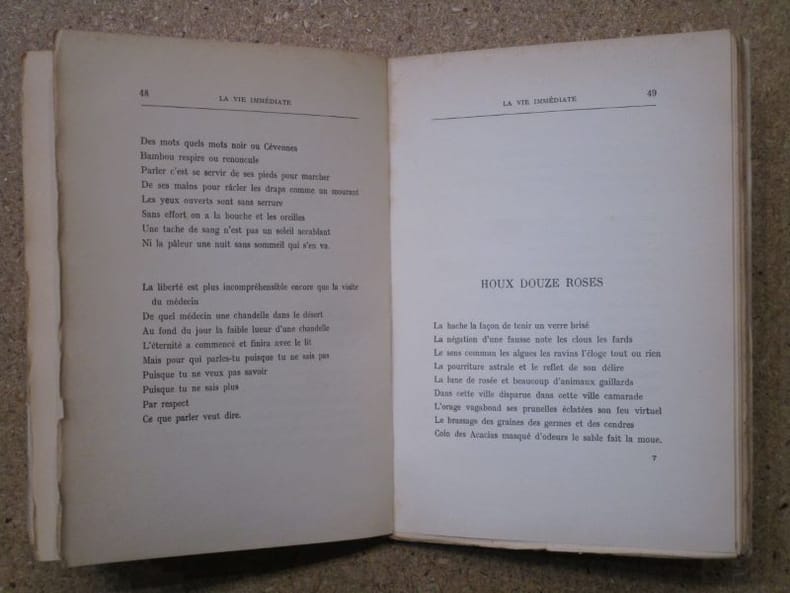 48
LA VIE IMMÉDIATE
Des mots quels mots noir ou Cévennes
Bambou respire ou renoncule
Parler c'est se servir de ses pieds pour marcher
De ses mains pour râcler les draps comme un mourant
Les yeux ouverts sont sans serrure
Sans effort on a la bouche et les oreilles
Une tache de sang n'est pas un soleil accablant
Ni la pâleur une nuit sans sommeil qui s'en va.
La liberté est plus incompréhensible encore que la visite
du médecin
De quel médecin une chandelle dans le désert
Au fond du jour la faible lueur d'une chandelle
L'éternité a commencé et finira avec le lit
Mais pour qui parles-tu puisque tu ne sais pas
Puisque tu ne veux pas savoir
Puisque tu ne sais plus
Par respect
Ce que parler veut dire.
LA VIE IMMÉDIATE
49
HOUX DOUZE ROSES
La hache la façon de tenir un verre brisé
La négation d'une fausse note les clous les fards
Le sens commun les algues les ravins l'éloge tout ou rien
La pourriture astrale et le reflet de son délire
La lune de rosée et beaucoup d'animaux gaillards
Dans cette ville disparue dans cette ville camarade
L'orage vagabond ses prunelles éclatées son feu virtuel
Le brassage des graines des germes et des cendres
Coin des Acacias masqué d'odeurs le sable fait la moue.
7